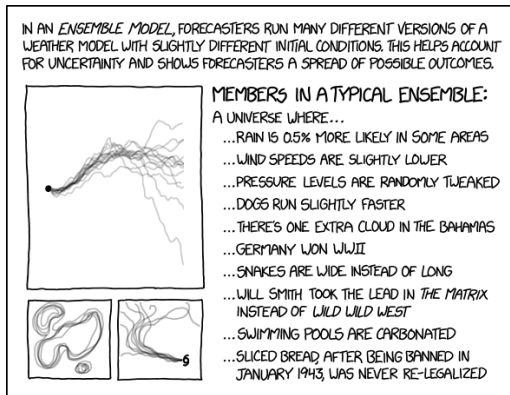 IN AN ENSEMBLE MODEL, FORECASTERS RUN MANY DIFFERENT VERSIONS OF A
WEATHER MODEL WITH SLIGHTLY DIFFERENT INITIAL CONDITIONS. THIS HELPS ACCOUNT
FOR UNCERTAINTY AND SHOWS FORECASTERS A SPREAD OF POSSIBLE OUTCOMES.
MEMBERS IN A TYPICAL ENSEMBLE:
A UNIVERSE WHERE...
...RAIN IS 0.5% MORE LIKELY IN SOME AREAS
...WIND SPEEDS ARE SLIGHTLY LOWER
...PRESSURE LEVELS ARE RANDOMLY TWEAKED
...DOGS RUN SLIGHTLY FASTER
...THERE'S ONE EXTRA CLOUD IN THE BAHAMAS
...GERMANY WON WWII
...SNAKES ARE WIDE INSTEAD OF LONG
...WILL SMITH TOOK THE LEAD IN THE MATRIX
INSTEAD OF WILD WILD WEST
...SWIMMING POOLS ARE CARBONATED
...SLICED BREAD, AFTER BEING BANNED IN
JANUARY 1943, WAS NEVER RE-LEGALIZED